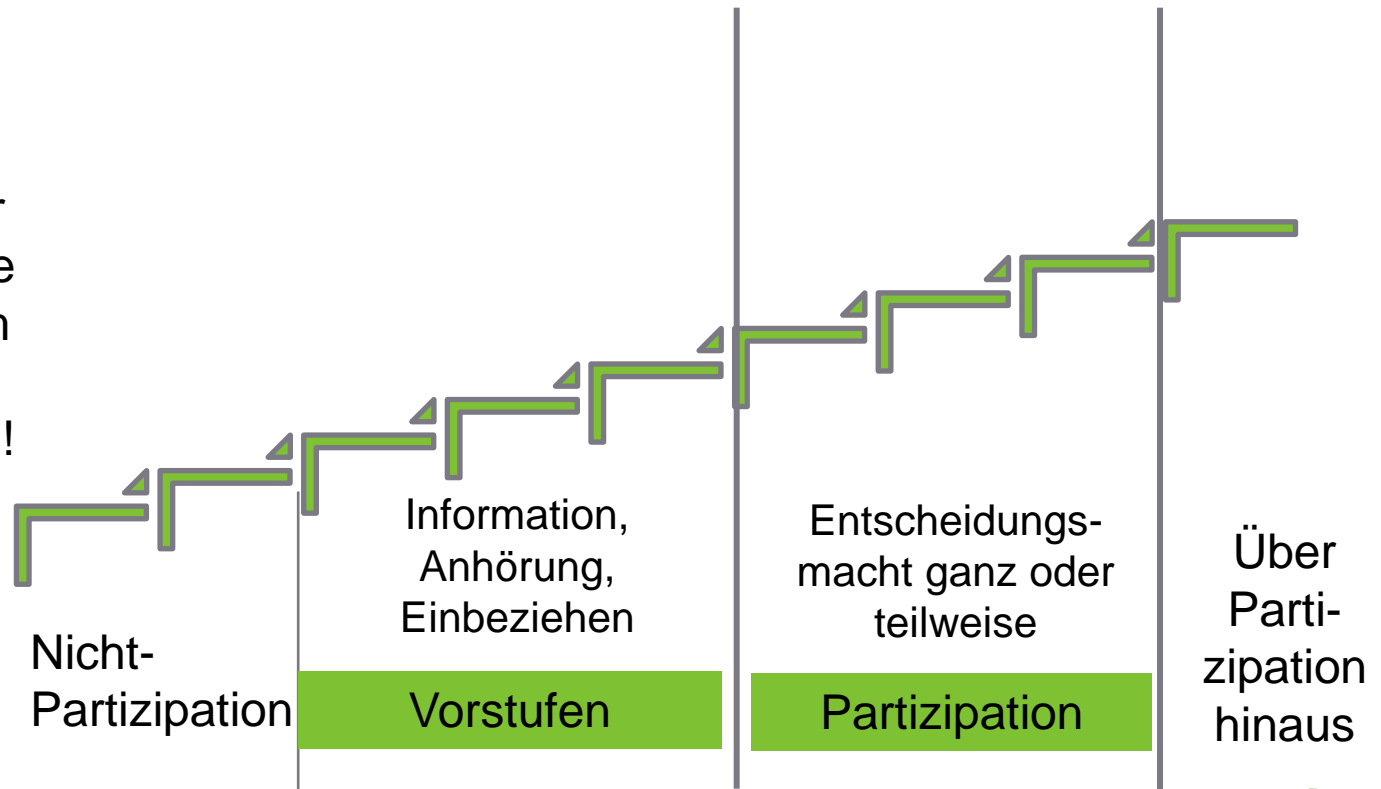 !
Information,
Anhörung,
Einbeziehen
Entscheidungs-
macht ganz oder
teilweise
Über
Parti-
zipation
hinaus
Nicht-
Partizipation
Vorstufen
Partizipation